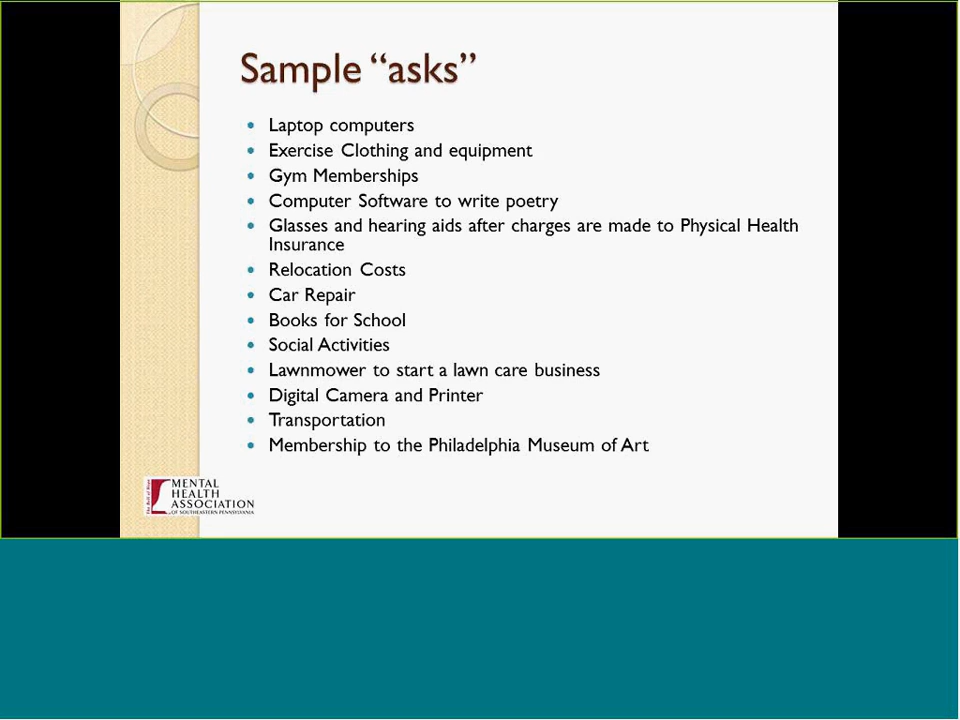 Sample “asks”
Laptop computers
Exercise Clothing and equipment
Gym Memberships
Computer Software to write poetry
Glasses and hearing aids after charges are made to Physical Health
Insurance
Relocation Costs
Car Repair
Books for School
Social Activities
Lawnmower to start a lawn care business
Digital Camera and Printer
Transportation
Membership to the Philadelphia Museum of Art
MENTAL
HEALTH
ASSOCIATION
OF SOUTHEASTERN PENNSYLVANIA